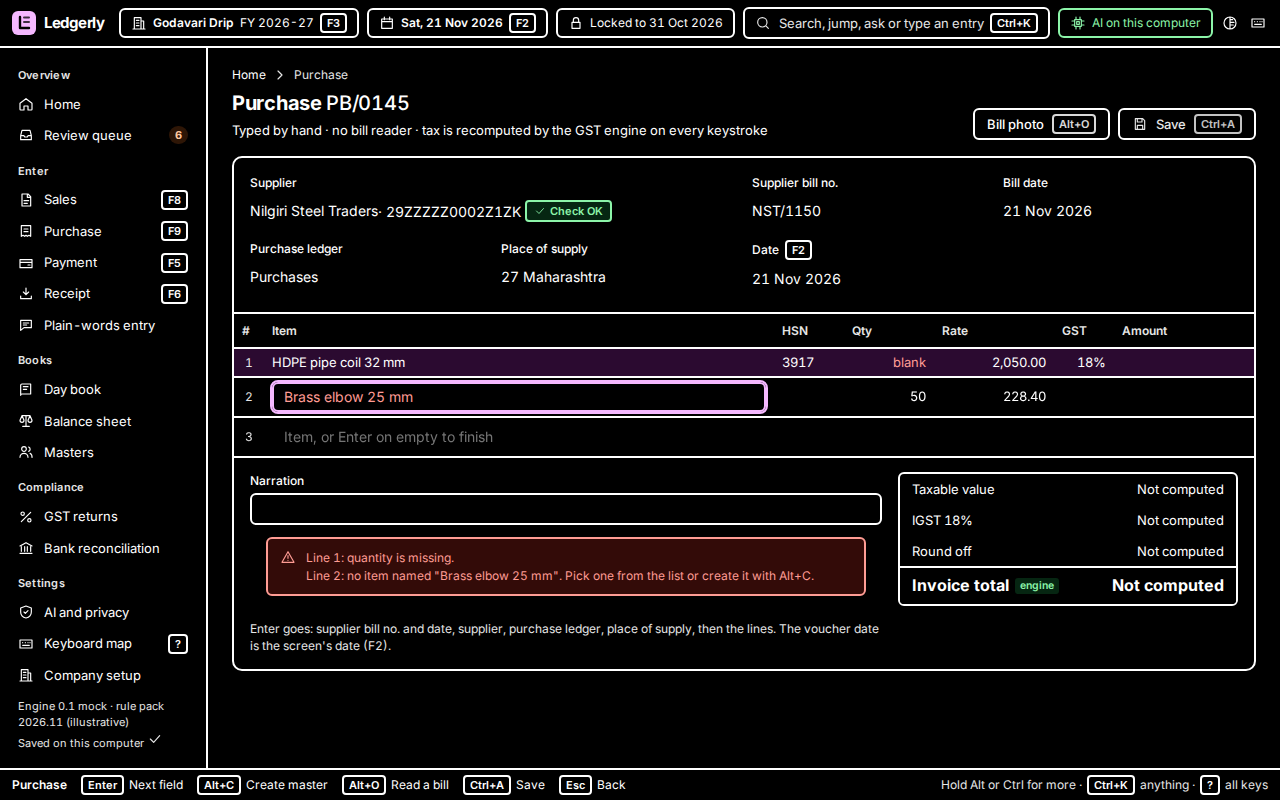 Ledgerly
Godavari Drip FY 2026-27 F3
Sat, 21 Nov 2026 F2
Locked to 31 Oct 2026
Search, jump, ask or type an entry Ctrl+K
AI on this computer
Overview
Home
Review queue 6
Enter
Sales F8
Purchase F9
Payment F5
Receipt F6
Plain-words entry
Books
Day book
Balance sheet
Masters
Compliance
GST returns
Bank reconciliation
Settings
AI and privacy
Keyboard map ?
Company setup
Engine 0.1 mock · rule pack
2026.11 (illustrative)
Saved on this computer
Home > Purchase
Purchase PB/0145
Typed by hand · no bill reader · tax is recomputed by the GST engine on every keystroke
Bill photo Alt+O
Save Ctrl+A
Supplier
Nilgiri Steel Traders · 29ZZZZZ0002Z1ZK Check OK
Supplier bill no.
NST/1150
Bill date
21 Nov 2026
Purchase ledger
Purchases
Place of supply
27 Maharashtra
Date F2
21 Nov 2026
# Item HSN Qty Rate GST Amount
1 HDPE pipe coil 32 mm 3917 blank 2,050.00 18%
2 Brass elbow 25 mm 50 228.40
3 Item, or Enter on empty to finish
Narration
Line 1: quantity is missing.
Line 2: no item named "Brass elbow 25 mm". Pick one from the list or create it with Alt+C.
Enter goes: supplier bill no. and date, supplier, purchase ledger, place of supply, then the lines. The voucher date
is the screen's date (F2).
Taxable value Not computed
IGST 18% Not computed
Round off Not computed
Invoice total engine Not computed
Purchase Enter Next field Alt+C Create master Alt+O Read a bill Ctrl+A Save Esc Back
Hold Alt or Ctrl for more · Ctrl+K anything · ? all keys